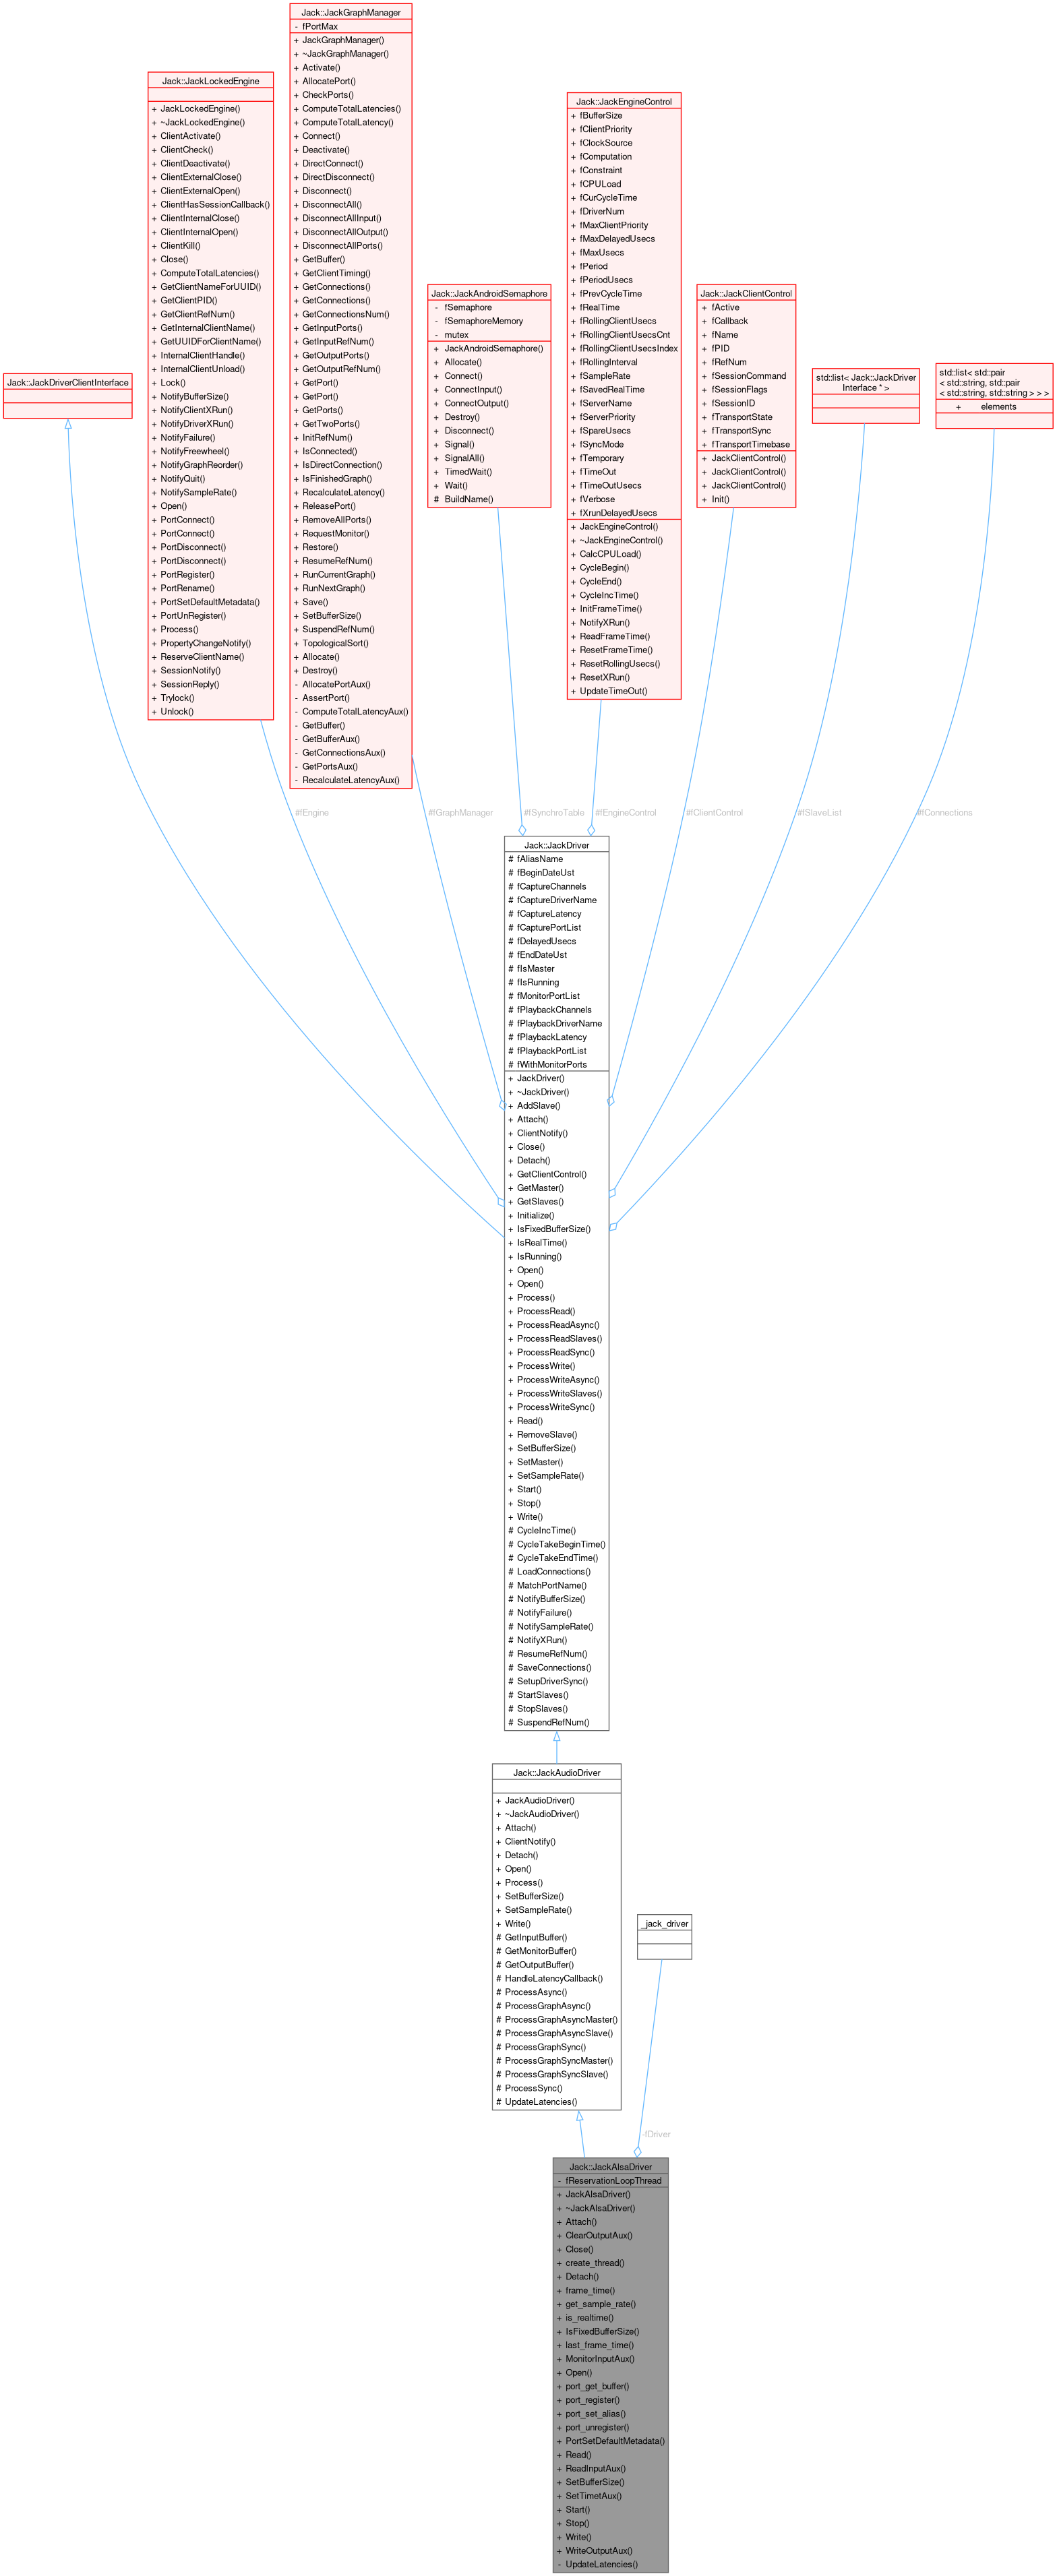 Jack::JackGraphManager
- fPortMax
+ JackGraphManager()
+ ~JackGraphManager()
+ Activate()
+ AllocatePort()
+ CheckPorts()
+ ComputeTotalLatencies()
+ ComputeTotalLatency()
+ Connect()
+ Deactivate()
+ DirectConnect()
+ DirectDisconnect()
+ Disconnect()
+ DisconnectAll()
+ DisconnectAllInput()
+ DisconnectAllOutput()
+ DisconnectAllPorts()
+ GetBuffer()
+ GetClientTiming()
+ GetConnections()
+ GetConnections()
+ GetConnectionsNum()
+ GetInputPorts()
+ GetInputRefNum()
+ GetOutputPorts()
+ GetOutputRefNum()
+ GetPort()
+ GetPort()
+ GetPorts()
+ GetTwoPorts()
+ InitRefNum()
+ IsConnected()
+ IsDirectConnection()
+ IsFinishedGraph()
+ RecalculateLatency()
+ ReleasePort()
+ RemoveAllPorts()
+ RequestMonitor()
+ Restore()
+ ResumeRefNum()
+ RunCurrentGraph()
+ RunNextGraph()
+ Save()
+ SetBufferSize()
+ SuspendRefNum()
+ TopologicalSort()
+ Allocate()
+ Destroy()
- AllocatePortAux()
- AssertPort()
- ComputeTotalLatencyAux()
- GetBuffer()
- GetBufferAux()
- GetConnectionsAux()
- GetPortsAux()
- RecalculateLatencyAux()
Jack::JackLockedEngine
+ JackLockedEngine()
+ ~JackLockedEngine()
+ ClientActivate()
+ ClientCheck()
+ ClientDeactivate()
+ ClientExternalClose()
+ ClientExternalOpen()
+ ClientHasSessionCallback()
+ ClientInternalClose()
+ ClientInternalOpen()
+ ClientKill()
+ Close()
+ ComputeTotalLatencies()
+ GetClientNameForUUID()
+ GetClientPID()
+ GetClientRefNum()
+ GetInternalClientName()
+ GetUUIDForClientName()
+ InternalClientHandle()
+ InternalClientUnload()
+ Lock()
+ NotifyBufferSize()
+ NotifyClientXRun()
+ NotifyDriverXRun()
+ NotifyFailure()
+ NotifyFreewheel()
+ NotifyGraphReorder()
+ NotifyQuit()
+ NotifySampleRate()
+ Open()
+ PortConnect()
+ PortConnect()
+ PortDisconnect()
+ PortDisconnect()
+ PortRegister()
+ PortRename()
+ PortSetDefaultMetadata()
+ PortUnRegister()
+ Process()
+ PropertyChangeNotify()
+ ReserveClientName()
+ SessionNotify()
+ SessionReply()
+ Trylock()
+ Unlock()
Jack::JackEngineControl
+ fBufferSize
+ fClientPriority
+ fClockSource
+ fComputation
+ fConstraint
+ fCPULoad
+ fCurCycleTime
+ fDriverNum
+ fMaxClientPriority
+ fMaxDelayedUsecs
+ fMaxUsecs
+ fPeriod
+ fPeriodUsecs
+ fPrevCycleTime
+ fRealTime
+ fRollingClientUsecs
+ fRollingClientUsecsCnt
+ fRollingClientUsecsIndex
+ fRollingInterval
+ fSampleRate
+ fSavedRealTime
+ fServerName
+ fServerPriority
+ fSpareUsecs
+ fSyncMode
+ fTemporary
+ fTimeOut
+ fTimeOutUsecs
+ fVerbose
+ fXrunDelayedUsecs
+ JackEngineControl()
+ ~JackEngineControl()
+ CalcCPULoad()
+ CycleBegin()
+ CycleEnd()
+ CycleIncTime()
+ InitFrameTime()
+ NotifyXRun()
+ ReadFrameTime()
+ ResetFrameTime()
+ ResetRollingUsecs()
+ ResetXRun()
+ UpdateTimeOut()
Jack::JackAndroidSemaphore
- fSemaphore
- fSemaphoreMemory
- mutex
+ JackAndroidSemaphore()
+ Allocate()
+ Connect()
+ ConnectInput()
+ ConnectOutput()
+ Destroy()
+ Disconnect()
+ Signal()
+ SignalAll()
+ TimedWait()
+ Wait()
# BuildName()
Jack::JackClientControl
+ fActive
+ fCallback
+ fName
+ fPID
+ fRefNum
+ fSessionCommand
+ fSessionFlags
+ fSessionID
+ fTransportState
+ fTransportSync
+ fTransportTimebase
+ JackClientControl()
+ JackClientControl()
+ JackClientControl()
+ Init()
Jack::JackDriverClientInterface
std::list< Jack::JackDriver
Interface * >
std::list< std::pair
< std::string, std::pair
< std::string, std::string > > >
+ elements
#fEngine
#fGraphManager
#fSynchroTable
#fEngineControl
#fClientControl
#fSlaveList
#fConnections
Jack::JackDriver
# fAliasName
# fBeginDateUst
# fCaptureChannels
# fCaptureDriverName
# fCaptureLatency
# fCapturePortList
# fDelayedUsecs
# fEndDateUst
# fIsMaster
# fIsRunning
# fMonitorPortList
# fPlaybackChannels
# fPlaybackDriverName
# fPlaybackLatency
# fPlaybackPortList
# fWithMonitorPorts
+ JackDriver()
+ ~JackDriver()
+ AddSlave()
+ Attach()
+ ClientNotify()
+ Close()
+ Detach()
+ GetClientControl()
+ GetMaster()
+ GetSlaves()
+ Initialize()
+ IsFixedBufferSize()
+ IsRealTime()
+ IsRunning()
+ Open()
+ Open()
+ Process()
+ ProcessRead()
+ ProcessReadAsync()
+ ProcessReadSlaves()
+ ProcessReadSync()
+ ProcessWrite()
+ ProcessWriteAsync()
+ ProcessWriteSlaves()
+ ProcessWriteSync()
+ Read()
+ RemoveSlave()
+ SetBufferSize()
+ SetMaster()
+ SetSampleRate()
+ Start()
+ Stop()
+ Write()
# CycleIncTime()
# CycleTakeBeginTime()
# CycleTakeEndTime()
# LoadConnections()
# MatchPortName()
# NotifyBufferSize()
# NotifyFailure()
# NotifySampleRate()
# NotifyXRun()
# ResumeRefNum()
# SaveConnections()
# SetupDriverSync()
# StartSlaves()
# StopSlaves()
# SuspendRefNum()
Jack::JackAudioDriver
+ JackAudioDriver()
+ ~JackAudioDriver()
+ Attach()
+ ClientNotify()
+ Detach()
+ Open()
+ Process()
+ SetBufferSize()
+ SetSampleRate()
+ Write()
# GetInputBuffer()
# GetMonitorBuffer()
# GetOutputBuffer()
# HandleLatencyCallback()
# ProcessAsync()
# ProcessGraphAsync()
# ProcessGraphAsyncMaster()
# ProcessGraphAsyncSlave()
# ProcessGraphSync()
# ProcessGraphSyncMaster()
# ProcessGraphSyncSlave()
# ProcessSync()
# UpdateLatencies()
_jack_driver
-fDriver
Jack::JackAlsaDriver
- fReservationLoopThread
+ JackAlsaDriver()
+ ~JackAlsaDriver()
+ Attach()
+ ClearOutputAux()
+ Close()
+ create_thread()
+ Detach()
+ frame_time()
+ get_sample_rate()
+ is_realtime()
+ IsFixedBufferSize()
+ last_frame_time()
+ MonitorInputAux()
+ Open()
+ port_get_buffer()
+ port_register()
+ port_set_alias()
+ port_unregister()
+ PortSetDefaultMetadata()
+ Read()
+ ReadInputAux()
+ SetBufferSize()
+ SetTimetAux()
+ Start()
+ Stop()
+ Write()
+ WriteOutputAux()
- UpdateLatencies()